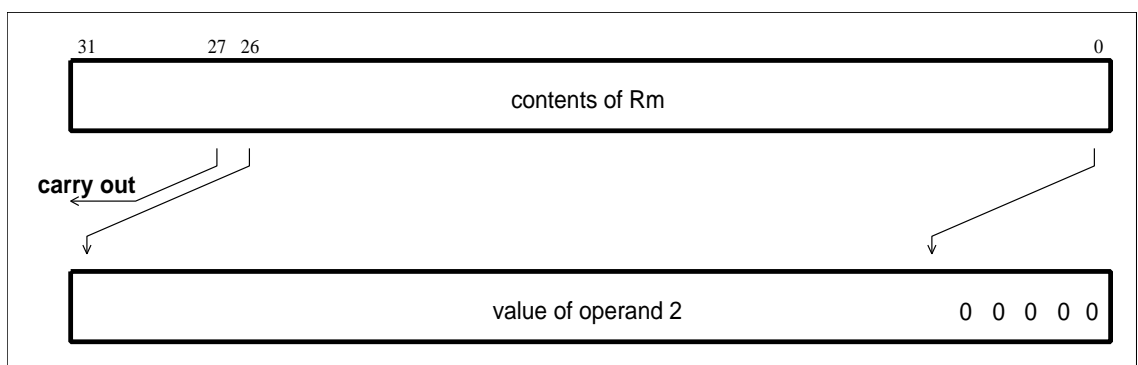 31 27 26 0
contents of Rm
carry out
value of operand 2 0 0 0 0 0